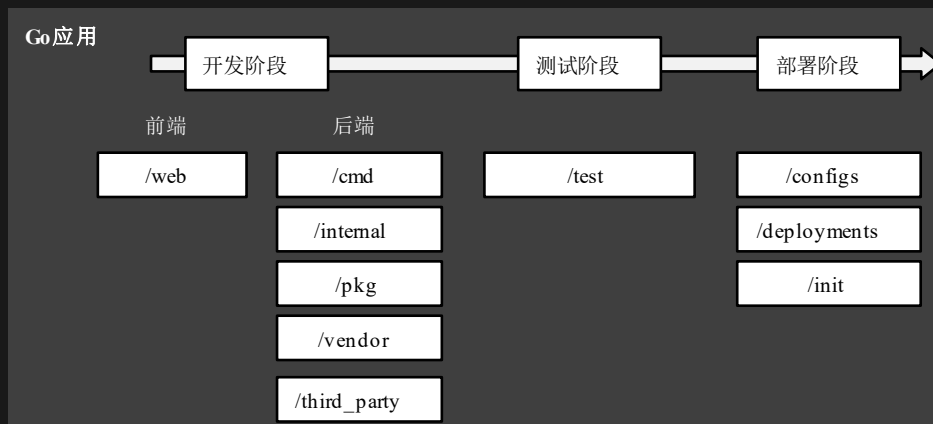 Go应用
开发阶段
测试阶段
部署阶段
前端
后端
/web
/cmd
/test
/configs
/internal
/deployments
/pkg
/init
/vendor
/third_party